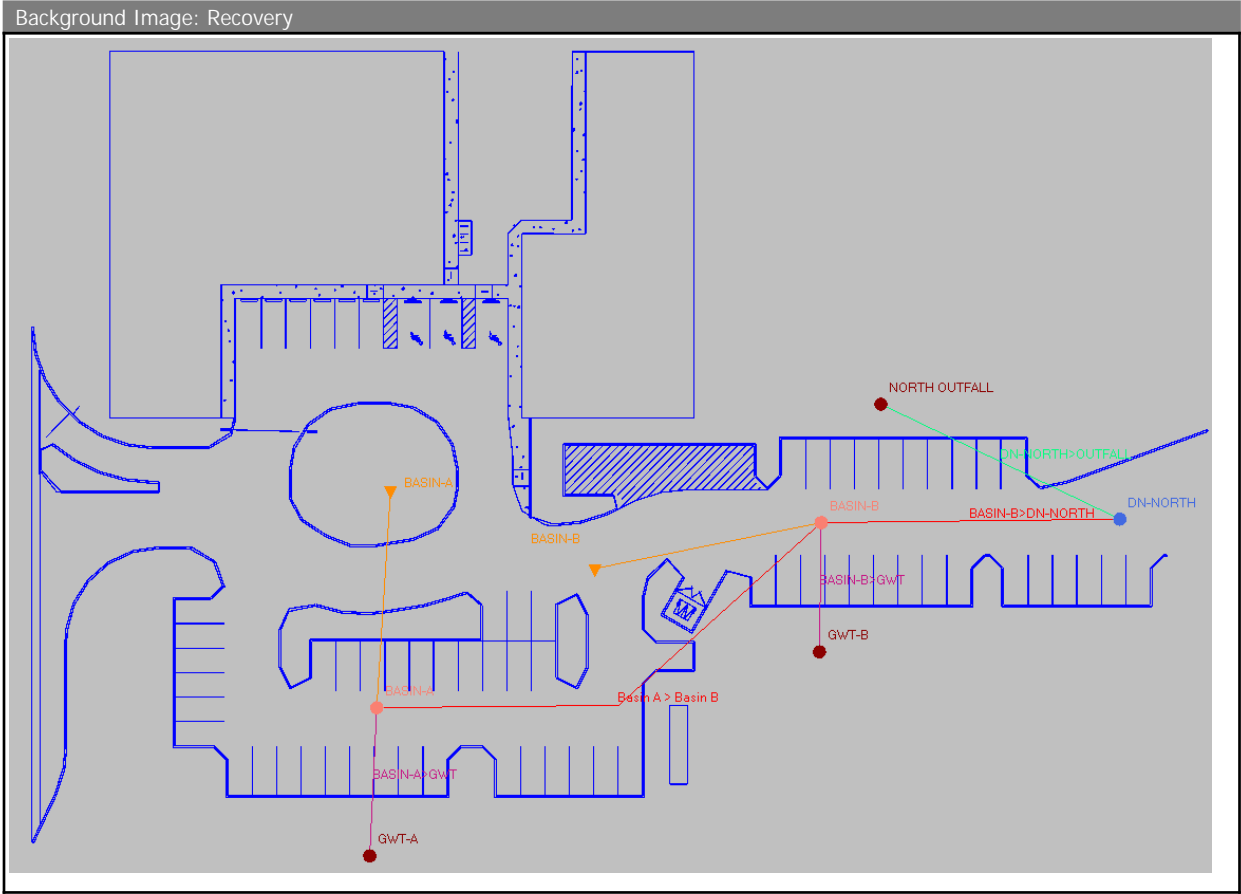 Background Image: Recovery
NORTH OUTFALL
DN-NORTH>OUTFALL
BASIN-A
DN-NORTH
BASIN-B
BASIN-B>DN-NORTH
BASIN-B
BASIN-B>GWT
GWT-B
BASIN-A
Basin A > Basin B
BASIN-A>GWT
GWT-A